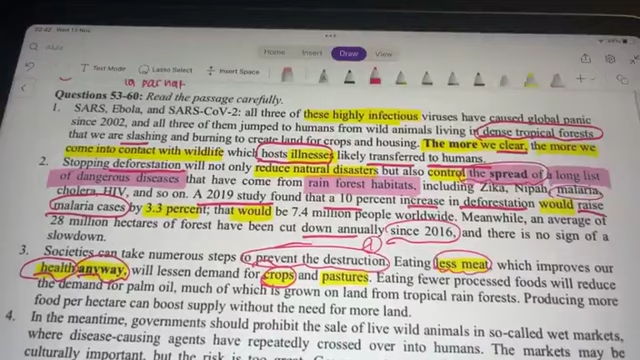 22:02 Wed 13 Nov
Home Insert Draw View
Text Mode Lasso Select Insert Space
Questions 53-60: Read the passage carefully.
1. SARS, Ebola, and SARS-CoV-2: all three of these highly infectious viruses have caused global panic
since 2002, and all three of them jumped to humans from wild animals living in dense tropical forests
that we are slashing and burning to create land for crops and housing. The more we clear, the more we
come into contact with wildlife which hosts illnesses likely transferred to humans.
2. Stopping deforestation will not only reduce natural disasters but also control the spread of a long list
of dangerous diseases that have come from rain forest habitats, including Zika, Nipah, malaria,
cholera, HIV, and so on. A 2019 study found that a 10 percent increase in deforestation would raise
malaria cases by 3.3 percent; that would be 7.4 million people worldwide. Meanwhile, an average of
28 million hectares of forest have been cut down annually since 2016, and there is no sign of a
slowdown.
3. Societies can take numerous steps to prevent the destruction. Eating less meat, which improves our
health anyway, will lessen demand for crops and pastures. Eating fewer processed foods will reduce
the demand for palm oil, much of which is grown on land from tropical rain forests. Producing more
food per hectare can boost supply without the need for more land.
4. In the meantime, governments should prohibit the sale of live wild animals in so-called wet markets,
where disease-causing agents have repeatedly crossed over into humans. The markets may be
culturally important, but the risk is too great.